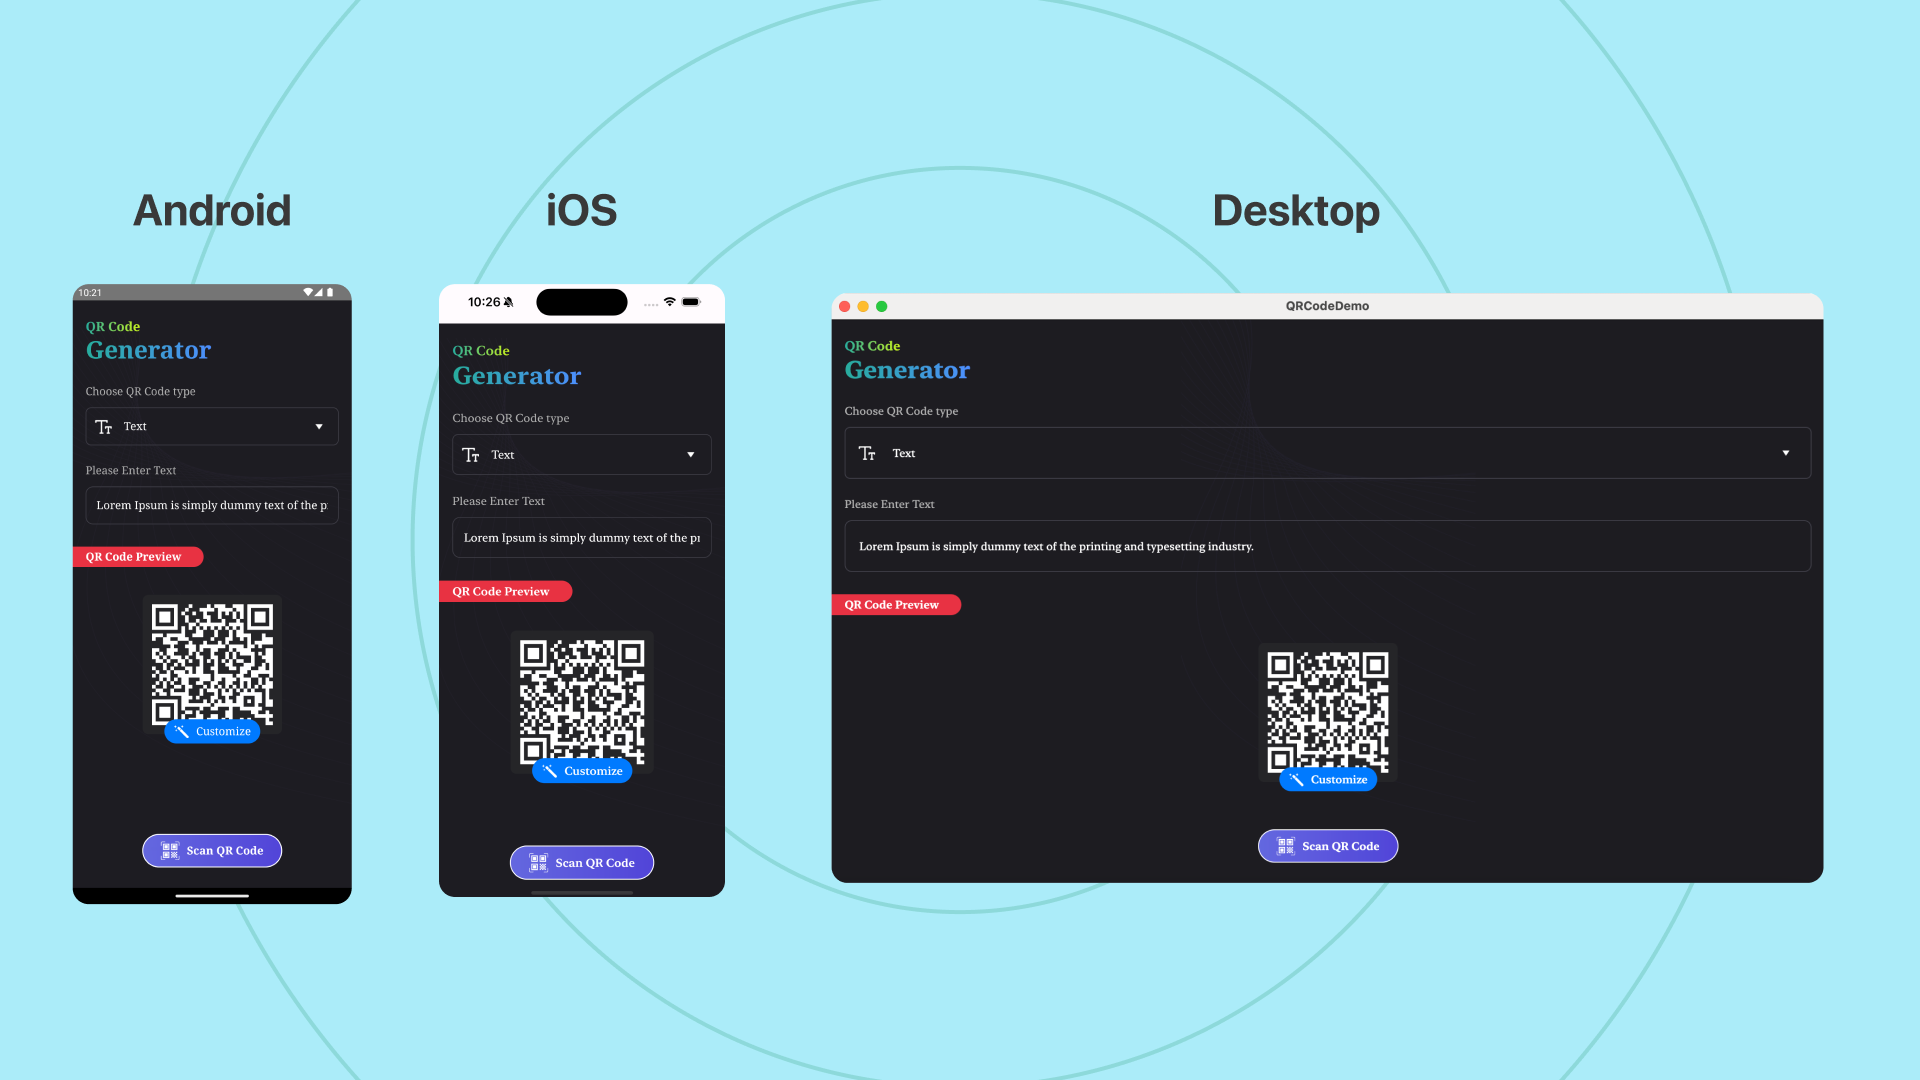 Android
10:21
QR Code
Generator
Choose QR Code type
Text
Please Enter Text
Lorem Ipsum is simply dummy text of the p
QR Code Preview
Customize
Scan QR Code
iOS
10:26
QR Code
Generator
Choose QR Code type
Text
Please Enter Text
Lorem Ipsum is simply dummy text of the pr
QR Code Preview
Customize
Scan QR Code
Desktop
QRCodeDemo
QR Code
Generator
Choose QR Code type
Text
Please Enter Text
Lorem Ipsum is simply dummy text of the printing and typesetting industry.
QR Code Preview
Customize
Scan QR Code